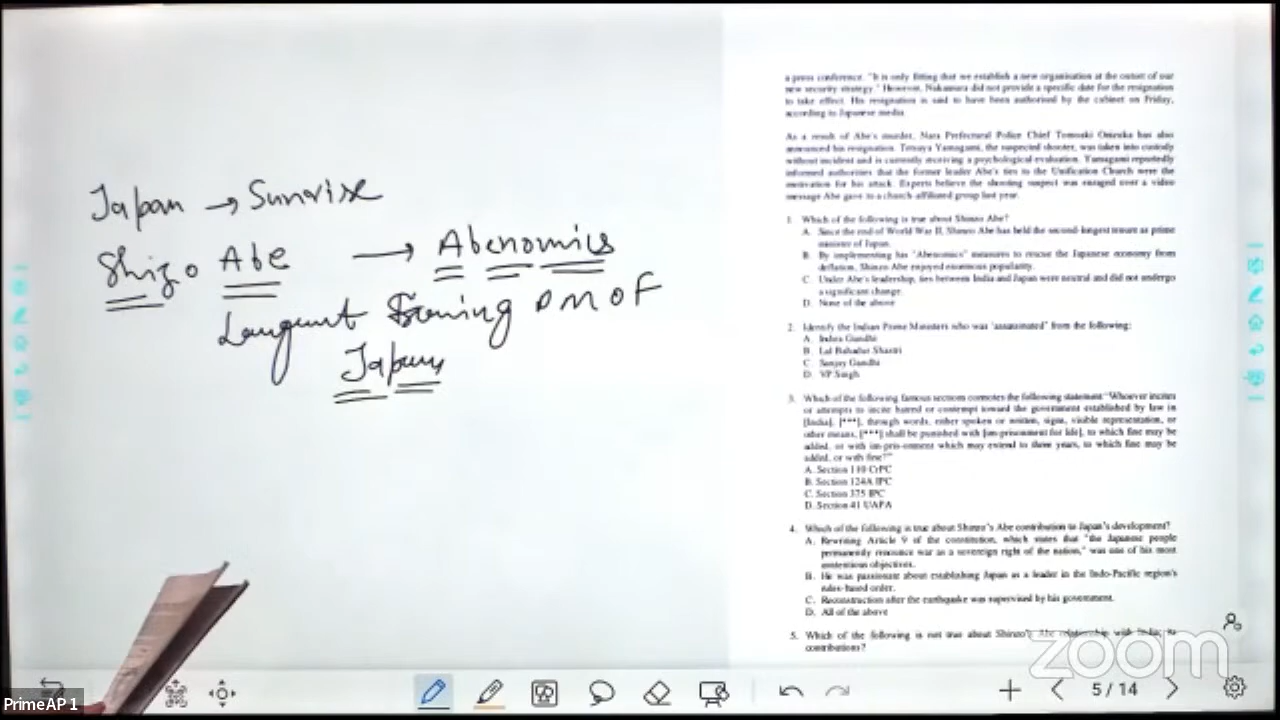 Japan → Sunrise
Shizo Abe → Abenomics
Longest Serving PM OF
Japan
a press conference. "It is only fitting that we establish a new organisation at the outset of our
new security strategy." However, Nakamura did not provide a specific date for the resignation
to take effect. His resignation is said to have been authorised by the cabinet on Friday,
according to Japanese media.
As a result of Abe's murder, Nara Prefectural Police Chief Tomoaki Onizuka has also
announced his resignation. Tetsuya Yamagami, the suspected shooter, was taken into custody
without incident and is currently receiving a psychological evaluation. Yamagami reportedly
informed authorities that the former leader Abe's ties to the Unification Church were the
motivation for his attack. Experts believe the shooting suspect was enraged over a video
message Abe gave to a church-affiliated group last year.
1. Which of the following is true about Shinzo Abe?
A. Since the end of World War II, Shinzo Abe has held the second-longest tenure as prime
minister of Japan.
B. By implementing his "Abenomics" measures to rescue the Japanese economy from
deflation, Shinzo Abe enjoyed enormous popularity.
C. Under Abe's leadership, ties between India and Japan were neutral and did not undergo
a significant change.
D. None of the above
2. Identify the Indian Prime Ministers who was 'assassinated' from the following:
A. Indira Gandhi
B. Lal Bahadur Shastri
C. Sanjay Gandhi
D. VP Singh
3. Which of the following famous sections connotes the following statement "Whoever incites
or attempts to incite hatred or contempt toward the government established by law in
[India], [***], through words, either spoken or written, signs, visible representation, or
other means, [***] shall be punished with [im-prisonment for life], to which fine may be
added, or with im-pris-onment which may extend to three years, to which fine may be
added, or with fine?"
A. Section 110 CrPC
B. Section 124A IPC
C. Section 375 IPC
D. Section 41 UAPA
4. Which of the following is true about Shinzo's Abe contribution to Japan's development?
A. Rewriting Article 9 of the constitution, which states that "the Japanese people
permanently renounce war as a sovereign right of the nation," was one of his most
contentious objectives.
B. He was passionate about establishing Japan as a leader in the Indo-Pacific region's
rules-based order.
C. Reconstruction after the earthquake was supervised by his government.
D. All of the above
5. Which of the following is not true about Shinzo's Abe relationship with India; its
contributions?
zoom
5 / 14
PrimeAP 1